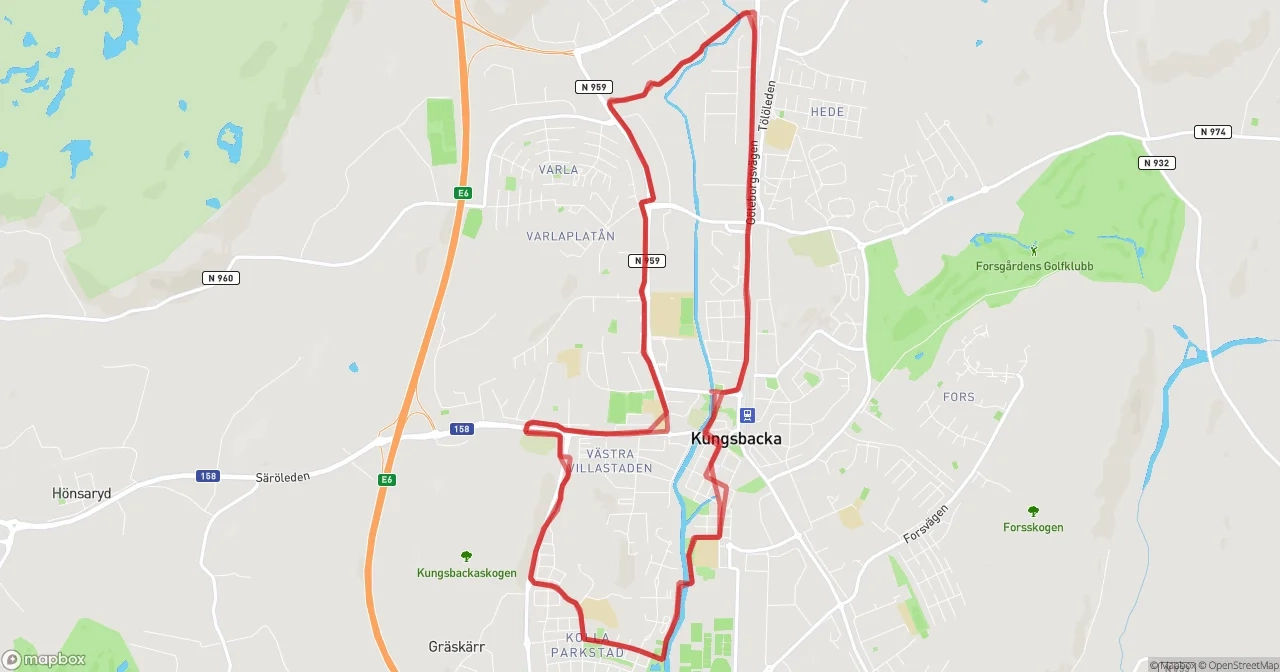 N 959
HEDE
Tölöleden
Göteborgsvägen
N 974
N 932
VARLA
E6
VARLAPLATÅN
N 959
N 960
Forsgårdens Golfklubb
FORS
158
Kungsbacka
VÄSTRA
VILLASTADEN
158
Säröleden
E6
Hönsaryd
Forsvägen
Forsskogen
Kungsbackaskogen
KOLLA
PARKSTAD
Gräskärr
mapbox
© Mapbox © OpenStreetMap